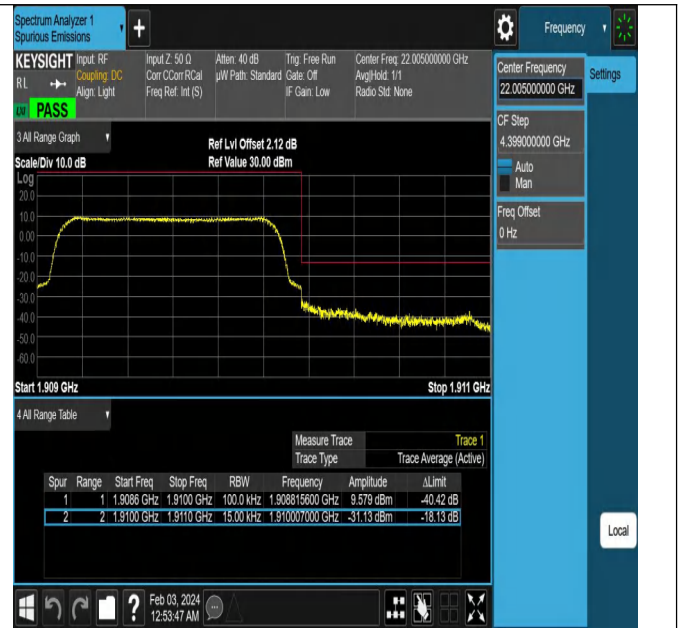 Spectrum Analyzer 1
Spurious Emissions
+
Frequency
KEYSIGHT
RL
PASS
Input: RF
Coupling: DC
Align: Light
Input Z: 50 Ω
Corr CCorr RCal
Freq Ref: Int (S)
Atten: 40 dB
µW Path: Standard
Trig: Free Run
Gate: Off
IF Gain: Low
Center Freq: 22.005000000 GHz
Avg|Hold: 1/1
Radio Std: None
Center Frequency
22.005000000 GHz
Settings
CF Step
4.399000000 GHz
Auto
Man
Freq Offset
0 Hz
3 All Range Graph
Ref Lvl Offset 2.12 dB
Scale/Div 10.0 dB
Ref Value 30.00 dBm
Log
20.0
10.0
0.00
-10.0
-20.0
-30.0
-40.0
-50.0
-60.0
Start 1.909 GHz
Stop 1.911 GHz
4 All Range Table
Measure Trace Trace 1
Trace Type Trace Average (Active)
Spur Range Start Freq Stop Freq RBW Frequency Amplitude ΔLimit
1 1 1.9086 GHz 1.9100 GHz 100.0 kHz 1.908815600 GHz 9.579 dBm -40.42 dB
2 2 1.9100 GHz 1.9110 GHz 15.00 kHz 1.910007000 GHz -31.13 dBm -18.13 dB
Local
?
Feb 03, 2024
12:53:47 AM